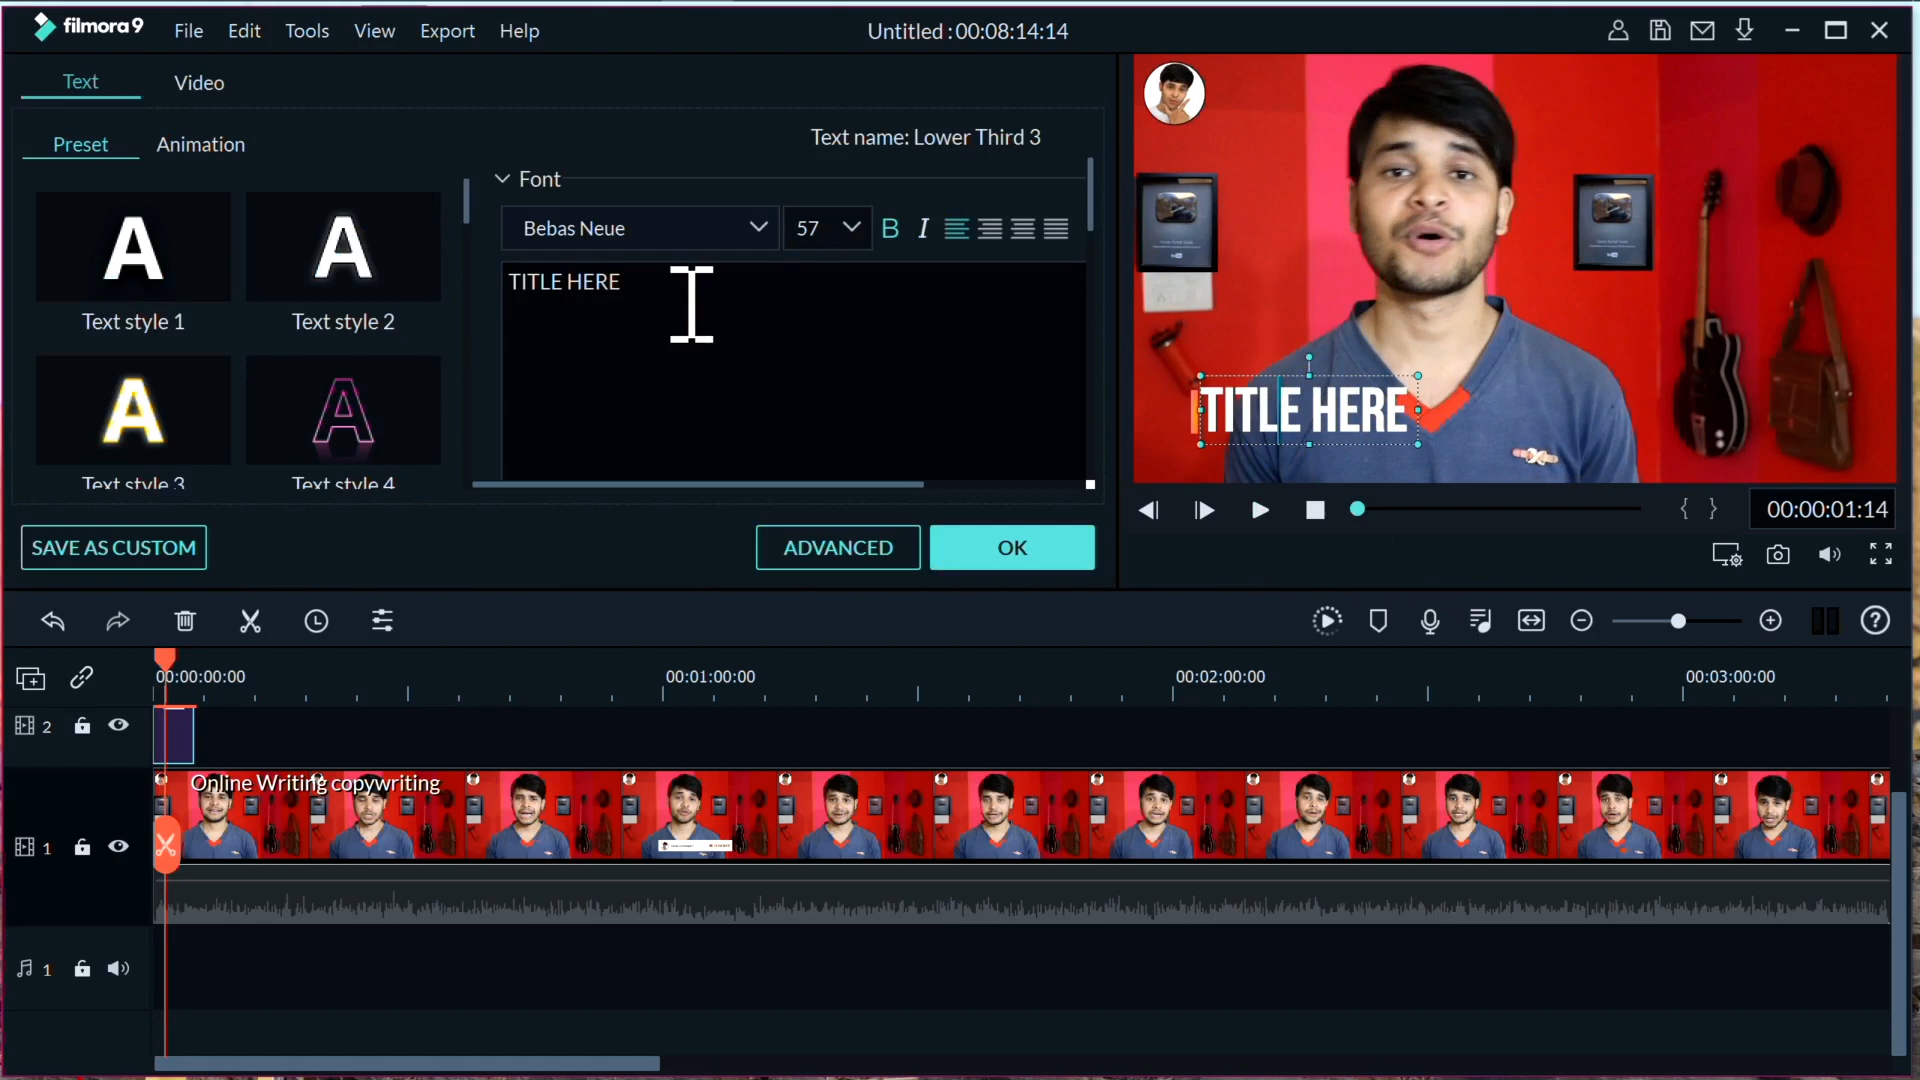 filmora9 File Edit Tools View Export Help Untitled : 00:08:14:14
Text Video
Preset Animation Text name: Lower Third 3
Font
Bebas Neue 57 B I
TITLE HERE
A A
Text style 1 Text style 2
A A
Text style 3 Text style 4
SAVE AS CUSTOM ADVANCED OK
TITLE HERE
00:00:01:14
00:00:00:00 00:01:00:00 00:02:00:00 00:03:00:00
2
Online Writing copywriting
1
1